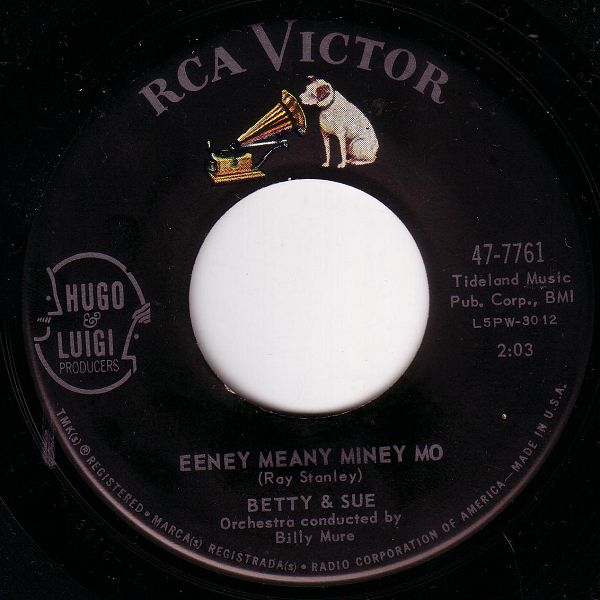 RCA VICTOR
47-7761
Tideland Music
Pub. Corp., BMI
L5PW-3012
2:03
HUGO
&
LUIGI
PRODUCERS
EENEY MEANY MINEY MO
(Ray Stanley)
BETTY & SUE
Orchestra conducted by
Billy Mure
TMK(s) ® REGISTERED • MARCA(s) REGISTRADA(s) • RADIO CORPORATION OF AMERICA—MADE IN U.S.A.